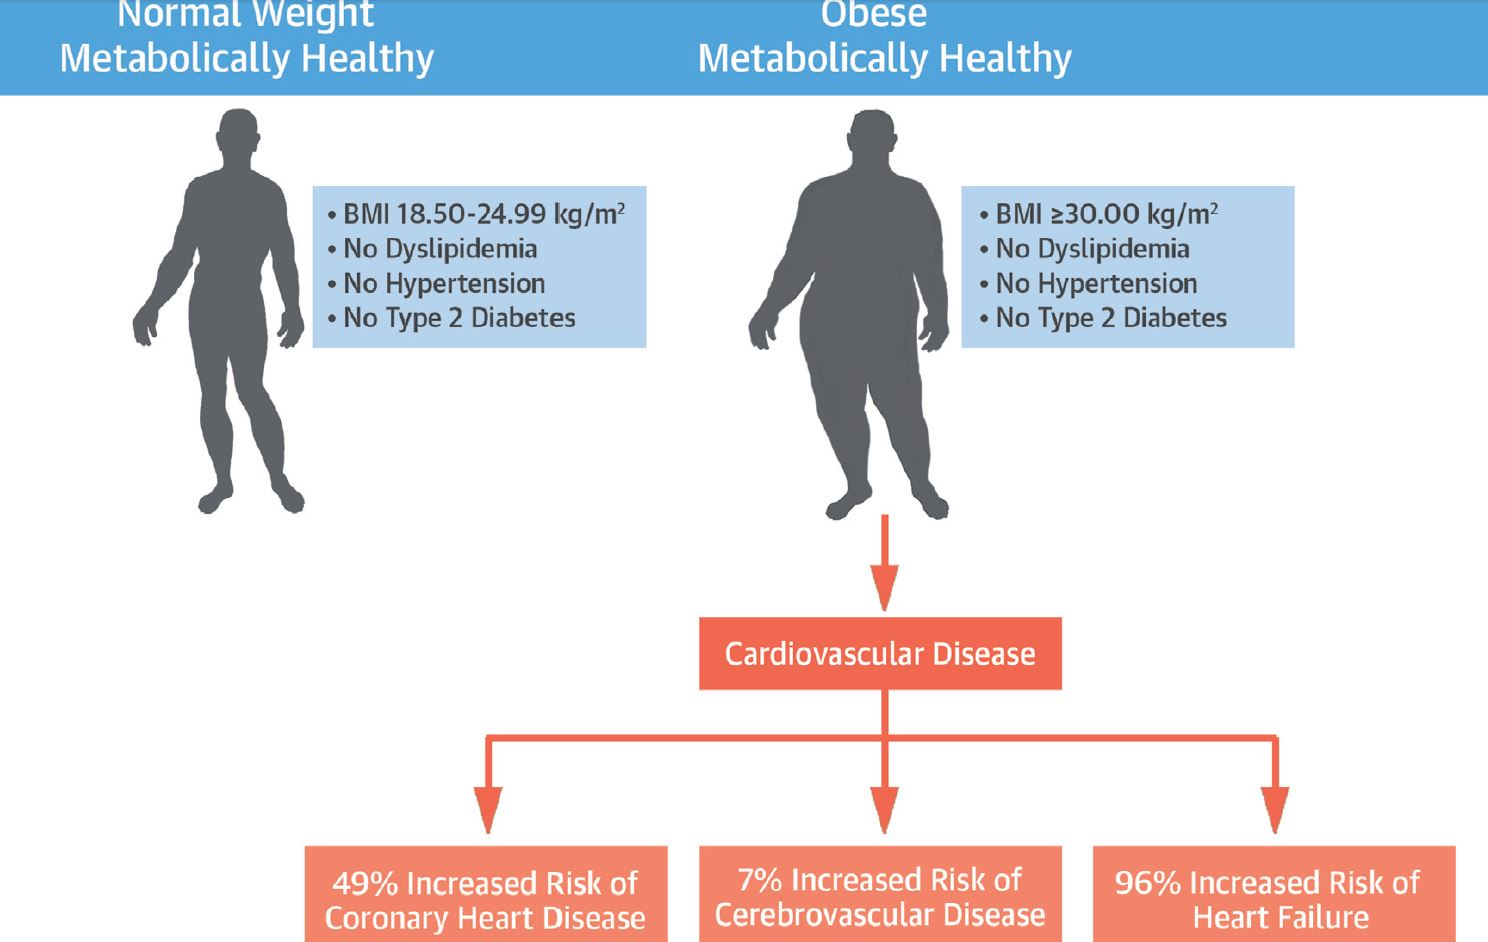 Normal Weight
Metabolically Healthy
Obese
Metabolically Healthy
• BMI 18.50-24.99 kg/m²
• No Dyslipidemia
• No Hypertension
• No Type 2 Diabetes
• BMI ≥30.00 kg/m²
• No Dyslipidemia
• No Hypertension
• No Type 2 Diabetes
Cardiovascular Disease
49% Increased Risk of
Coronary Heart Disease
7% Increased Risk of
Cerebrovascular Disease
96% Increased Risk of
Heart Failure